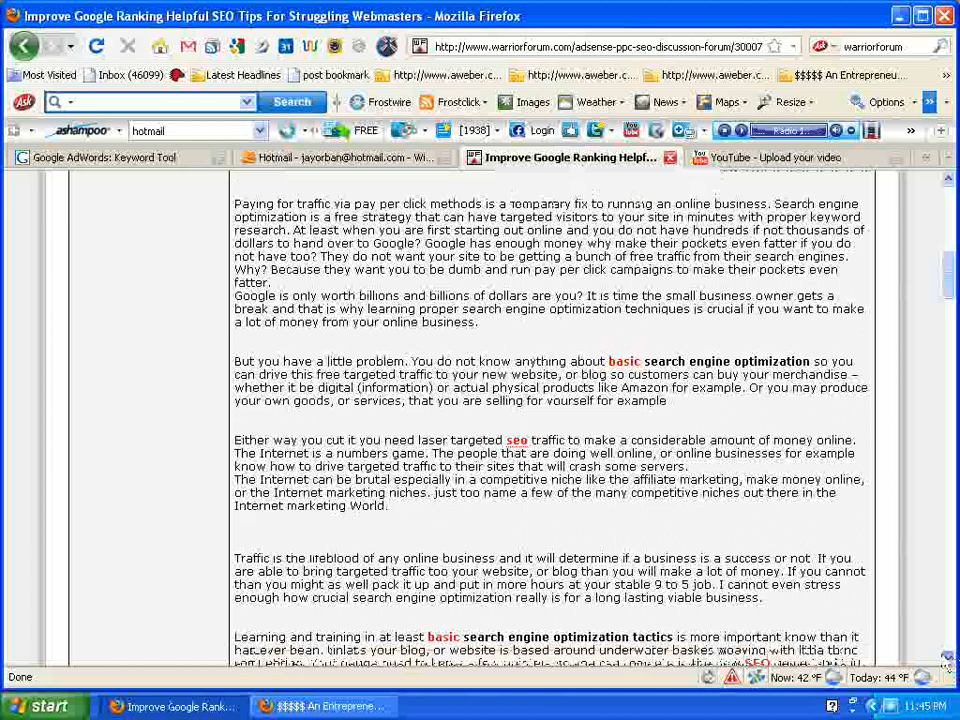 Improve Google Ranking Helpful SEO Tips For Struggling Webmasters - Mozilla Firefox
http://www.warriorforum.com/adsense-ppc-seo-discussion-forum/30007
warriorforum
Most Visited Inbox (46099) Latest Headlines post bookmark http://www.aweber.c... http://www.aweber.c... http://www.aweber.c... $$$$$ An Entrepreneu...
Ask Search Frostwire Frostclick Images Weather News Maps Resize Options
ashampoo hotmail FREE [1938] Login Radio 1
Google AdWords: Keyword Tool Hotmail - jayorban@hotmail.com - Wi... Improve Google Ranking Helpf... YouTube - Upload your video
Paying for traffic via pay per click methods is a temporary fix to running an online business. Search engine
optimization is a free strategy that can have targeted visitors to your site in minutes with proper keyword
research. At least when you are first starting out online and you do not have hundreds if not thousands of
dollars to hand over to Google? Google has enough money why make their pockets even fatter if you do
not have too? They do not want your site to be getting a bunch of free traffic from their search engines.
Why? Because they want you to be dumb and run pay per click campaigns to make their pockets even
fatter.
Google is only worth billions and billions of dollars are you? It is time the small business owner gets a
break and that is why learning proper search engine optimization techniques is crucial if you want to make
a lot of money from your online business.
But you have a little problem. You do not know anything about basic search engine optimization so you
can drive this free targeted traffic to your new website, or blog so customers can buy your merchandise –
whether it be digital (information) or actual physical products like Amazon for example. Or you may produce
your own goods, or services, that you are selling for yourself for example
Either way you cut it you need laser targeted seo traffic to make a considerable amount of money online.
The Internet is a numbers game. The people that are doing well online, or online businesses for example
know how to drive targeted traffic to their sites that will crash some servers.
The Internet can be brutal especially in a competitive niche like the affiliate marketing, make money online,
or the Internet marketing niches. just too name a few of the many competitive niches out there in the
Internet marketing World.
Traffic is the lifeblood of any online business and it will determine if a business is a success or not. If you
are able to bring targeted traffic too your website, or blog than you will make a lot of money. If you cannot
than you might as well pack it up and put in more hours at your stable 9 to 5 job. I cannot even stress
enough how crucial search engine optimization really is for a long lasting viable business.
Learning and training in at least basic search engine optimization tactics is more important know than it
has ever been. Unless your blog, or website is based around underwater basket weaving with
SEO
Done Now: 42°F Today: 44°F
start Improve Google Rank... $$$$$ An Entreprene... 11:45 PM